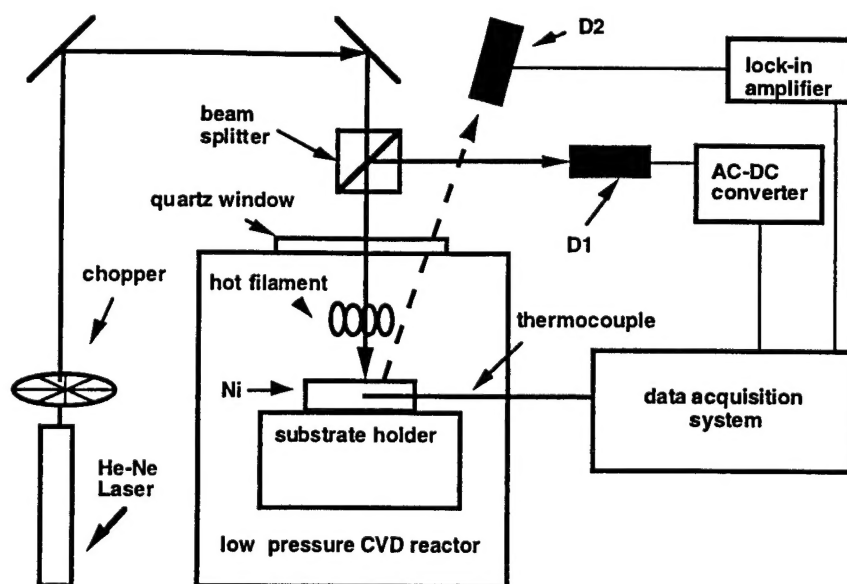 D2
lock-in
amplifier
beam
splitter
AC-DC
converter
quartz window
D1
chopper
hot filament
thermocouple
Ni
data acquisition
system
substrate holder
He-Ne
Laser
low pressure CVD reactor